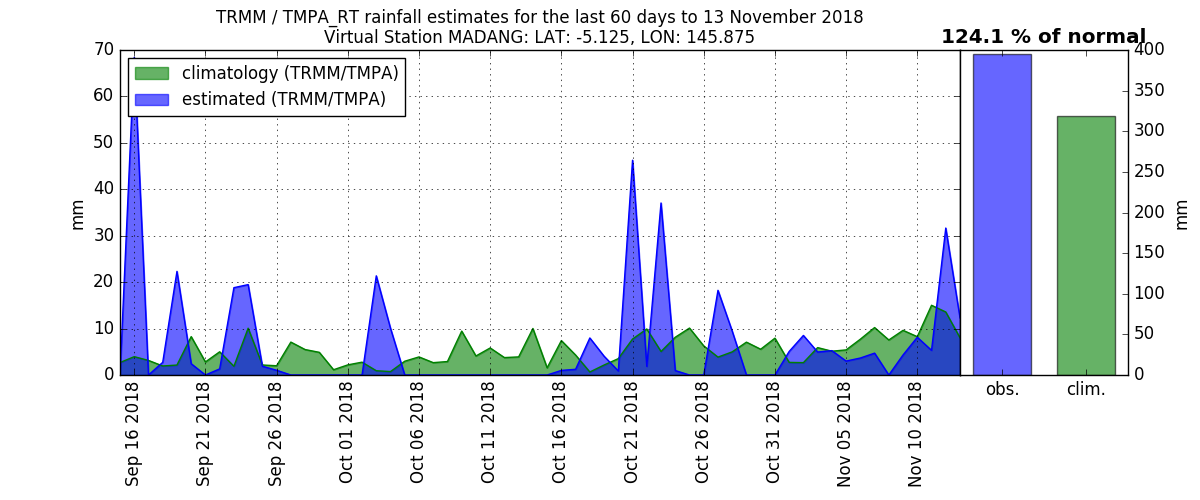 TRMM / TMPA_RT rainfall estimates for the last 60 days to 13 November 2018
Virtual Station MADANG: LAT: -5.125, LON: 145.875
124.1 % of normal
climatology (TRMM/TMPA)
estimated (TRMM/TMPA)
70
60
50
40
30
20
10
0
mm
Sep 16 2018
Sep 21 2018
Sep 26 2018
Oct 01 2018
Oct 06 2018
Oct 11 2018
Oct 16 2018
Oct 21 2018
Oct 26 2018
Oct 31 2018
Nov 05 2018
Nov 10 2018
obs.
clim.
400
350
300
250
200
150
100
50
0
mm